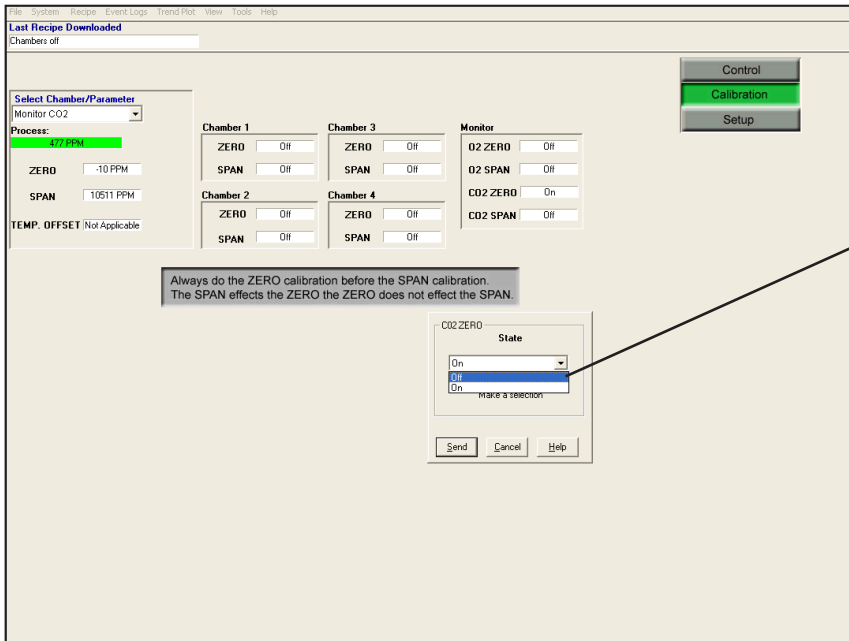 File System Recipe Event Logs Trend Plot View Tools Help
Last Recipe Downloaded
Chambers off
Control
Calibration
Setup
Select Chamber/Parameter
Monitor CO2
Process:
477 PPM
ZERO -10 PPM
SPAN 10511 PPM
TEMP. OFFSET Not Applicable
Chamber 1
ZERO Off
SPAN Off
Chamber 2
ZERO Off
SPAN Off
Chamber 3
ZERO Off
SPAN Off
Chamber 4
ZERO Off
SPAN Off
Monitor
O2 ZERO Off
O2 SPAN Off
CO2 ZERO On
CO2 SPAN Off
Always do the ZERO calibration before the SPAN calibration.
The SPAN effects the ZERO the ZERO does not effect the SPAN.
CO2 ZERO
State
On
Off
On
Make a selection
Send Cancel Help